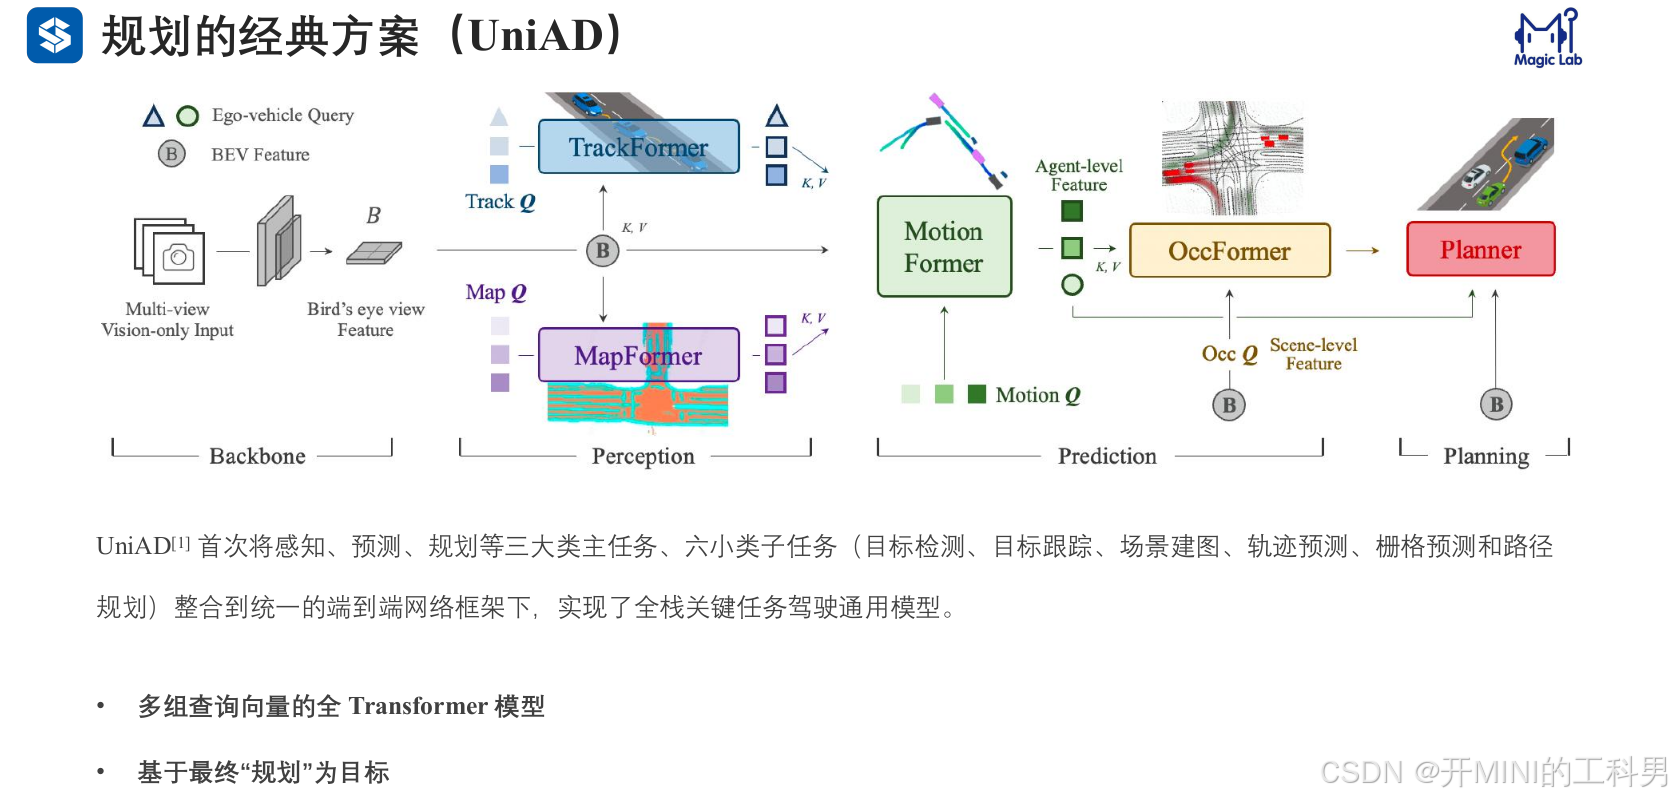 规划的经典方案（UniAD）
Magic Lab
Ego-vehicle Query
B
BEV Feature
TrackFormer
Track Q
K, V
K, V
B
B
Multi-view
Vision-only Input
Bird's eye view
Feature
Map Q
MapFormer
K, V
Motion
Former
Agent-level
Feature
K, V
OccFormer
Planner
Occ Q
Scene-level
Feature
Motion Q
B
B
Backbone
Perception
Prediction
Planning
UniAD[1] 首次将感知、预测、规划等三大类主任务、六小类子任务（目标检测、目标跟踪、场景建图、轨迹预测、栅格预测和路径
规划）整合到统一的端到端网络框架下，实现了全栈关键任务驾驶通用模型。
• 多组查询向量的全 Transformer 模型
• 基于最终“规划”为目标
CSDN @开MINI的工科男